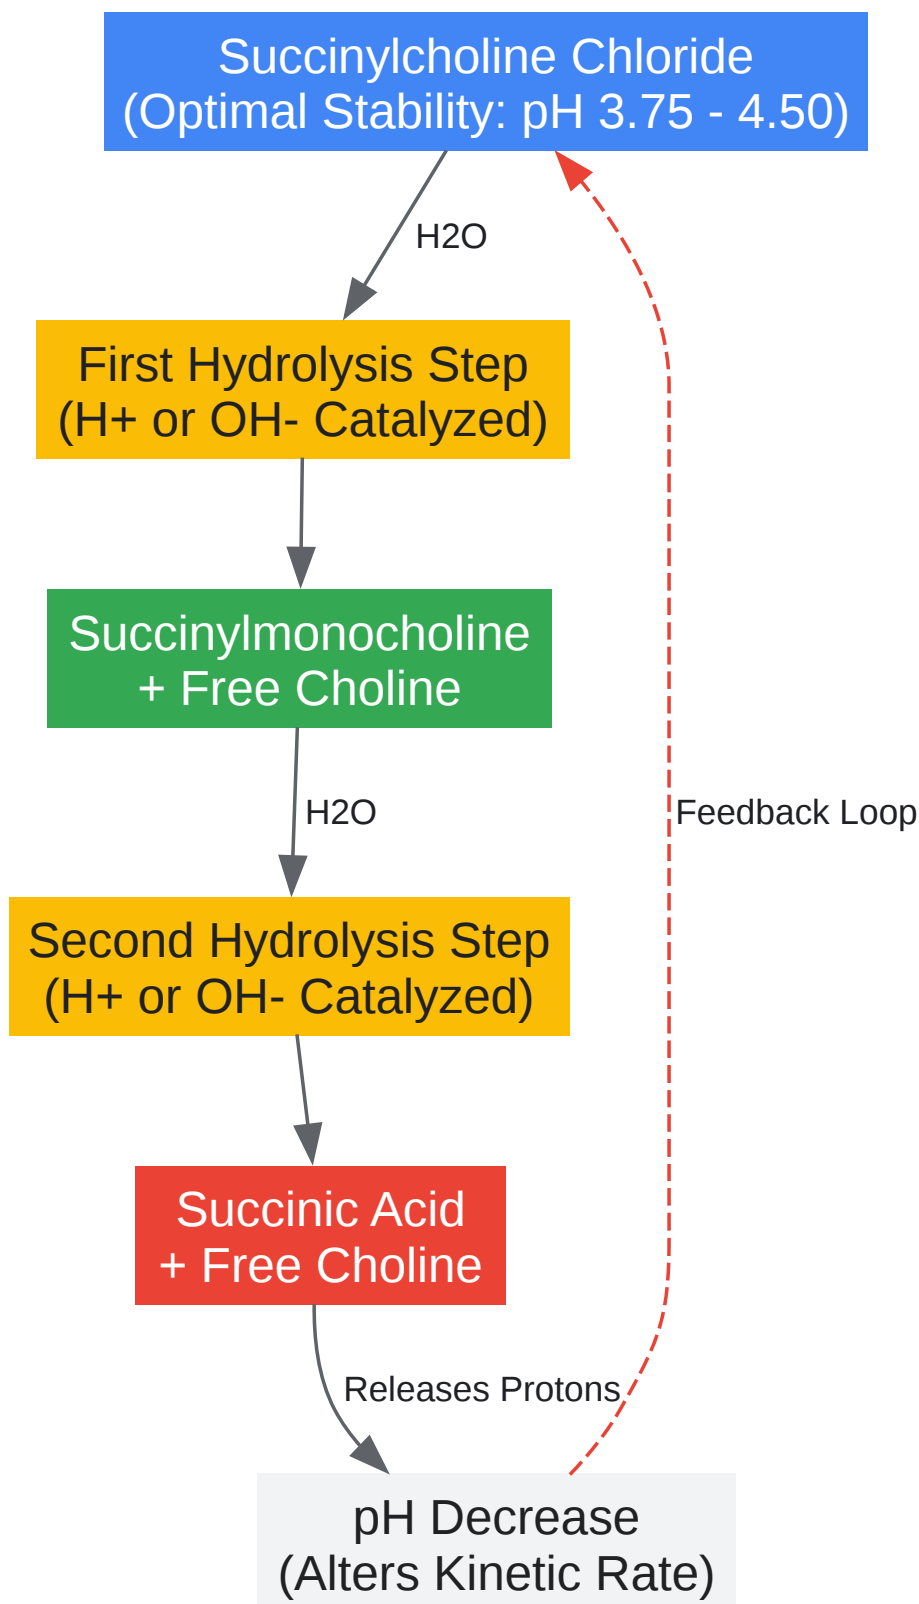 Succinylcholine Chloride
(Optimal Stability: pH 3.75 - 4.50)
H2O
First Hydrolysis Step
(H+ or OH- Catalyzed)
Succinylmonocholine
+ Free Choline
H2O
Feedback Loop
Second Hydrolysis Step
(H+ or OH- Catalyzed)
Succinic Acid
+ Free Choline
Releases Protons
pH Decrease
(Alters Kinetic Rate)